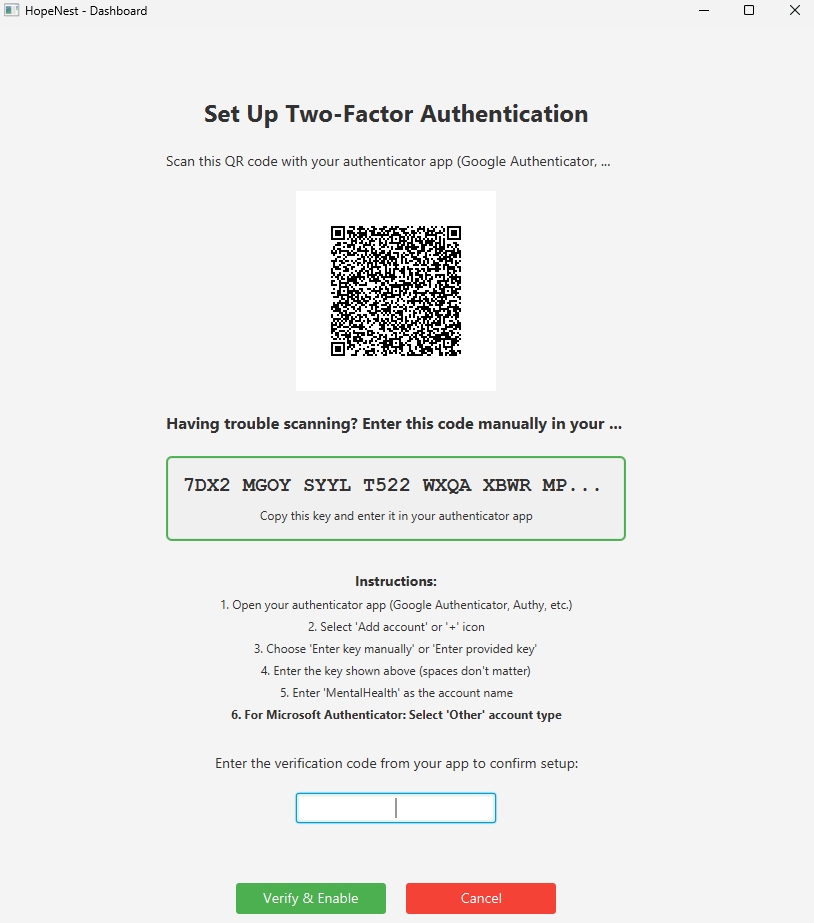 HopeNest - Dashboard
Set Up Two-Factor Authentication
Scan this QR code with your authenticator app (Google Authenticator, ...
Having trouble scanning? Enter this code manually in your ...
7DX2 MGOY SYYL T522 WXQA XBWR MP...
Copy this key and enter it in your authenticator app
Instructions:
1. Open your authenticator app (Google Authenticator, Authy, etc.)
2. Select 'Add account' or '+' icon
3. Choose 'Enter key manually' or 'Enter provided key'
4. Enter the key shown above (spaces don't matter)
5. Enter 'MentalHealth' as the account name
6. For Microsoft Authenticator: Select 'Other' account type
Enter the verification code from your app to confirm setup:
Verify & Enable
Cancel